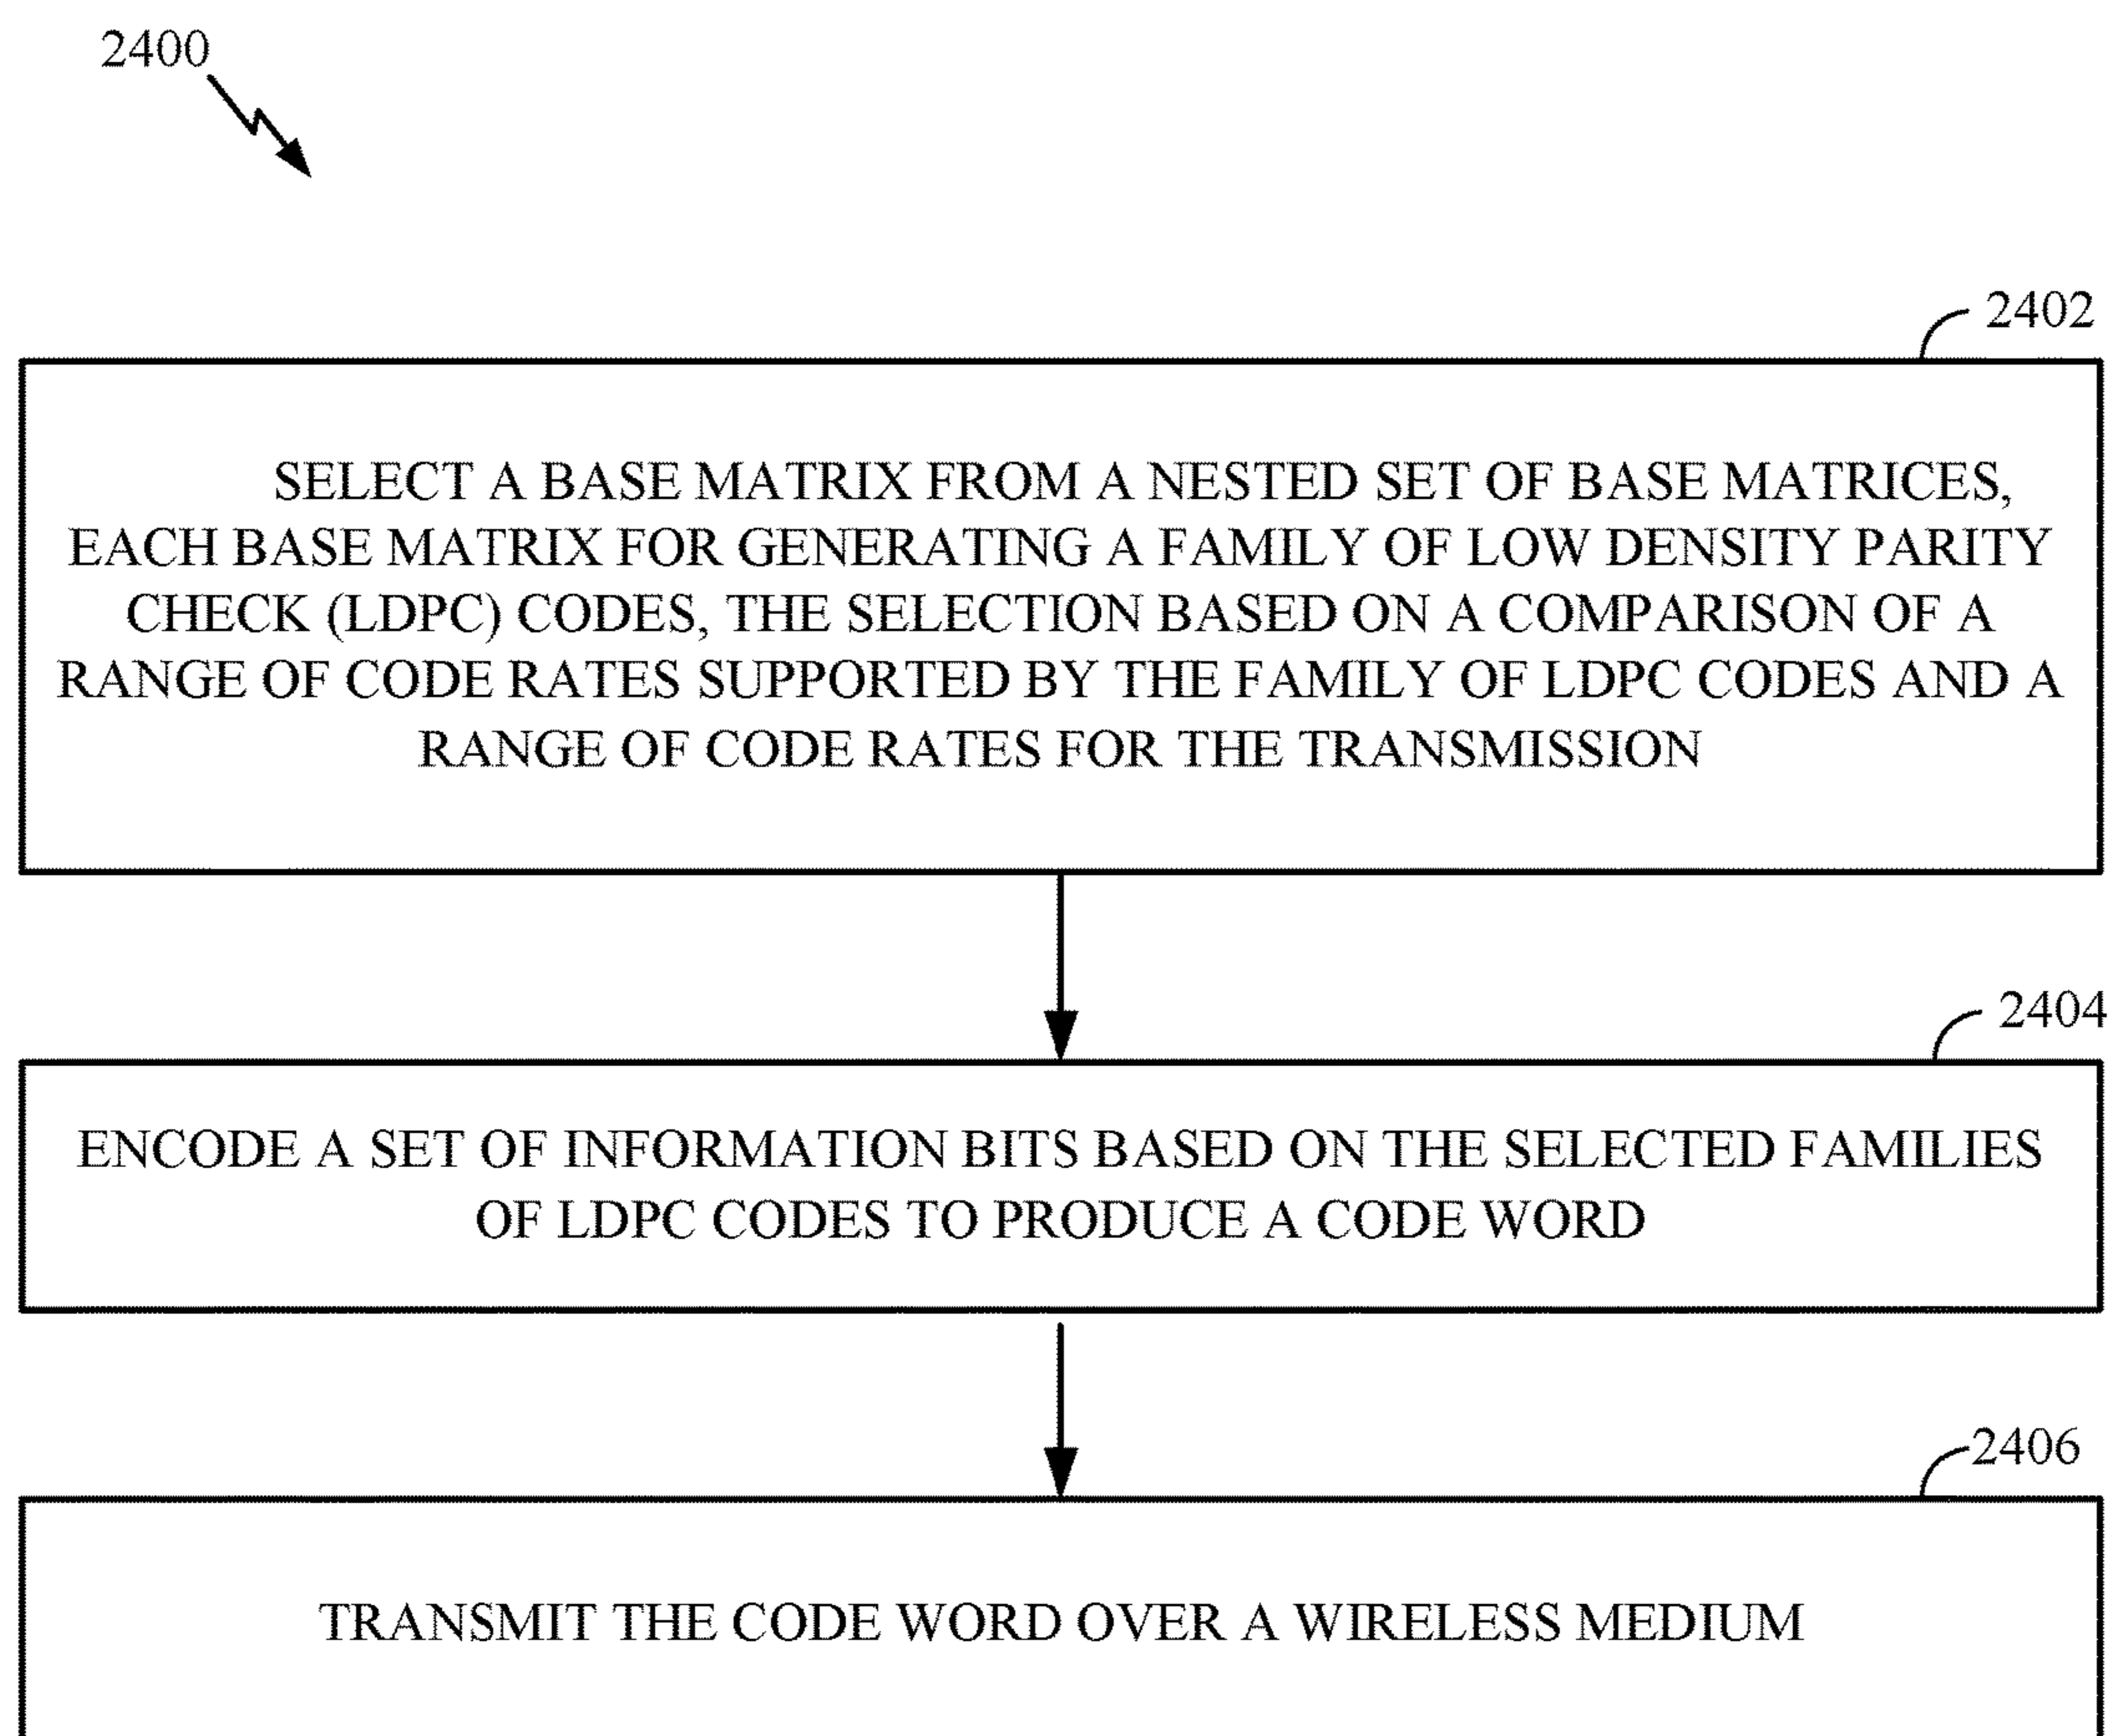 2400
2402
SELECT A BASE MATRIX FROM A NESTED SET OF BASE MATRICES,
EACH BASE MATRIX FOR GENERATING A FAMILY OF LOW DENSITY PARITY
CHECK (LDPC) CODES, THE SELECTION BASED ON A COMPARISON OF A
RANGE OF CODE RATES SUPPORTED BY THE FAMILY OF LDPC CODES AND A
RANGE OF CODE RATES FOR THE TRANSMISSION
2404
ENCODE A SET OF INFORMATION BITS BASED ON THE SELECTED FAMILIES
OF LDPC CODES TO PRODUCE A CODE WORD
2406
TRANSMIT THE CODE WORD OVER A WIRELESS MEDIUM